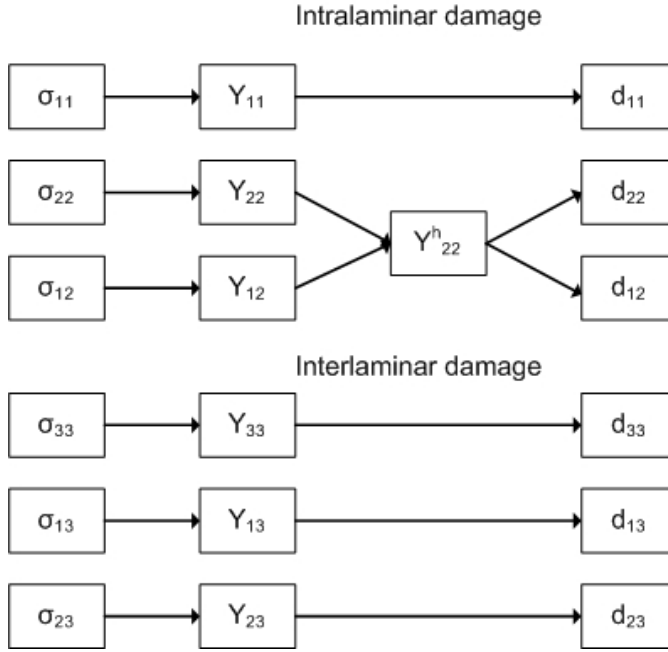 Intralaminar damage
σ₁₁ Y₁₁ d₁₁
σ₂₂ Y₂₂ d₂₂
Yʰ₂₂
σ₁₂ Y₁₂ d₁₂
Interlaminar damage
σ₃₃ Y₃₃ d₃₃
σ₁₃ Y₁₃ d₁₃
σ₂₃ Y₂₃ d₂₃